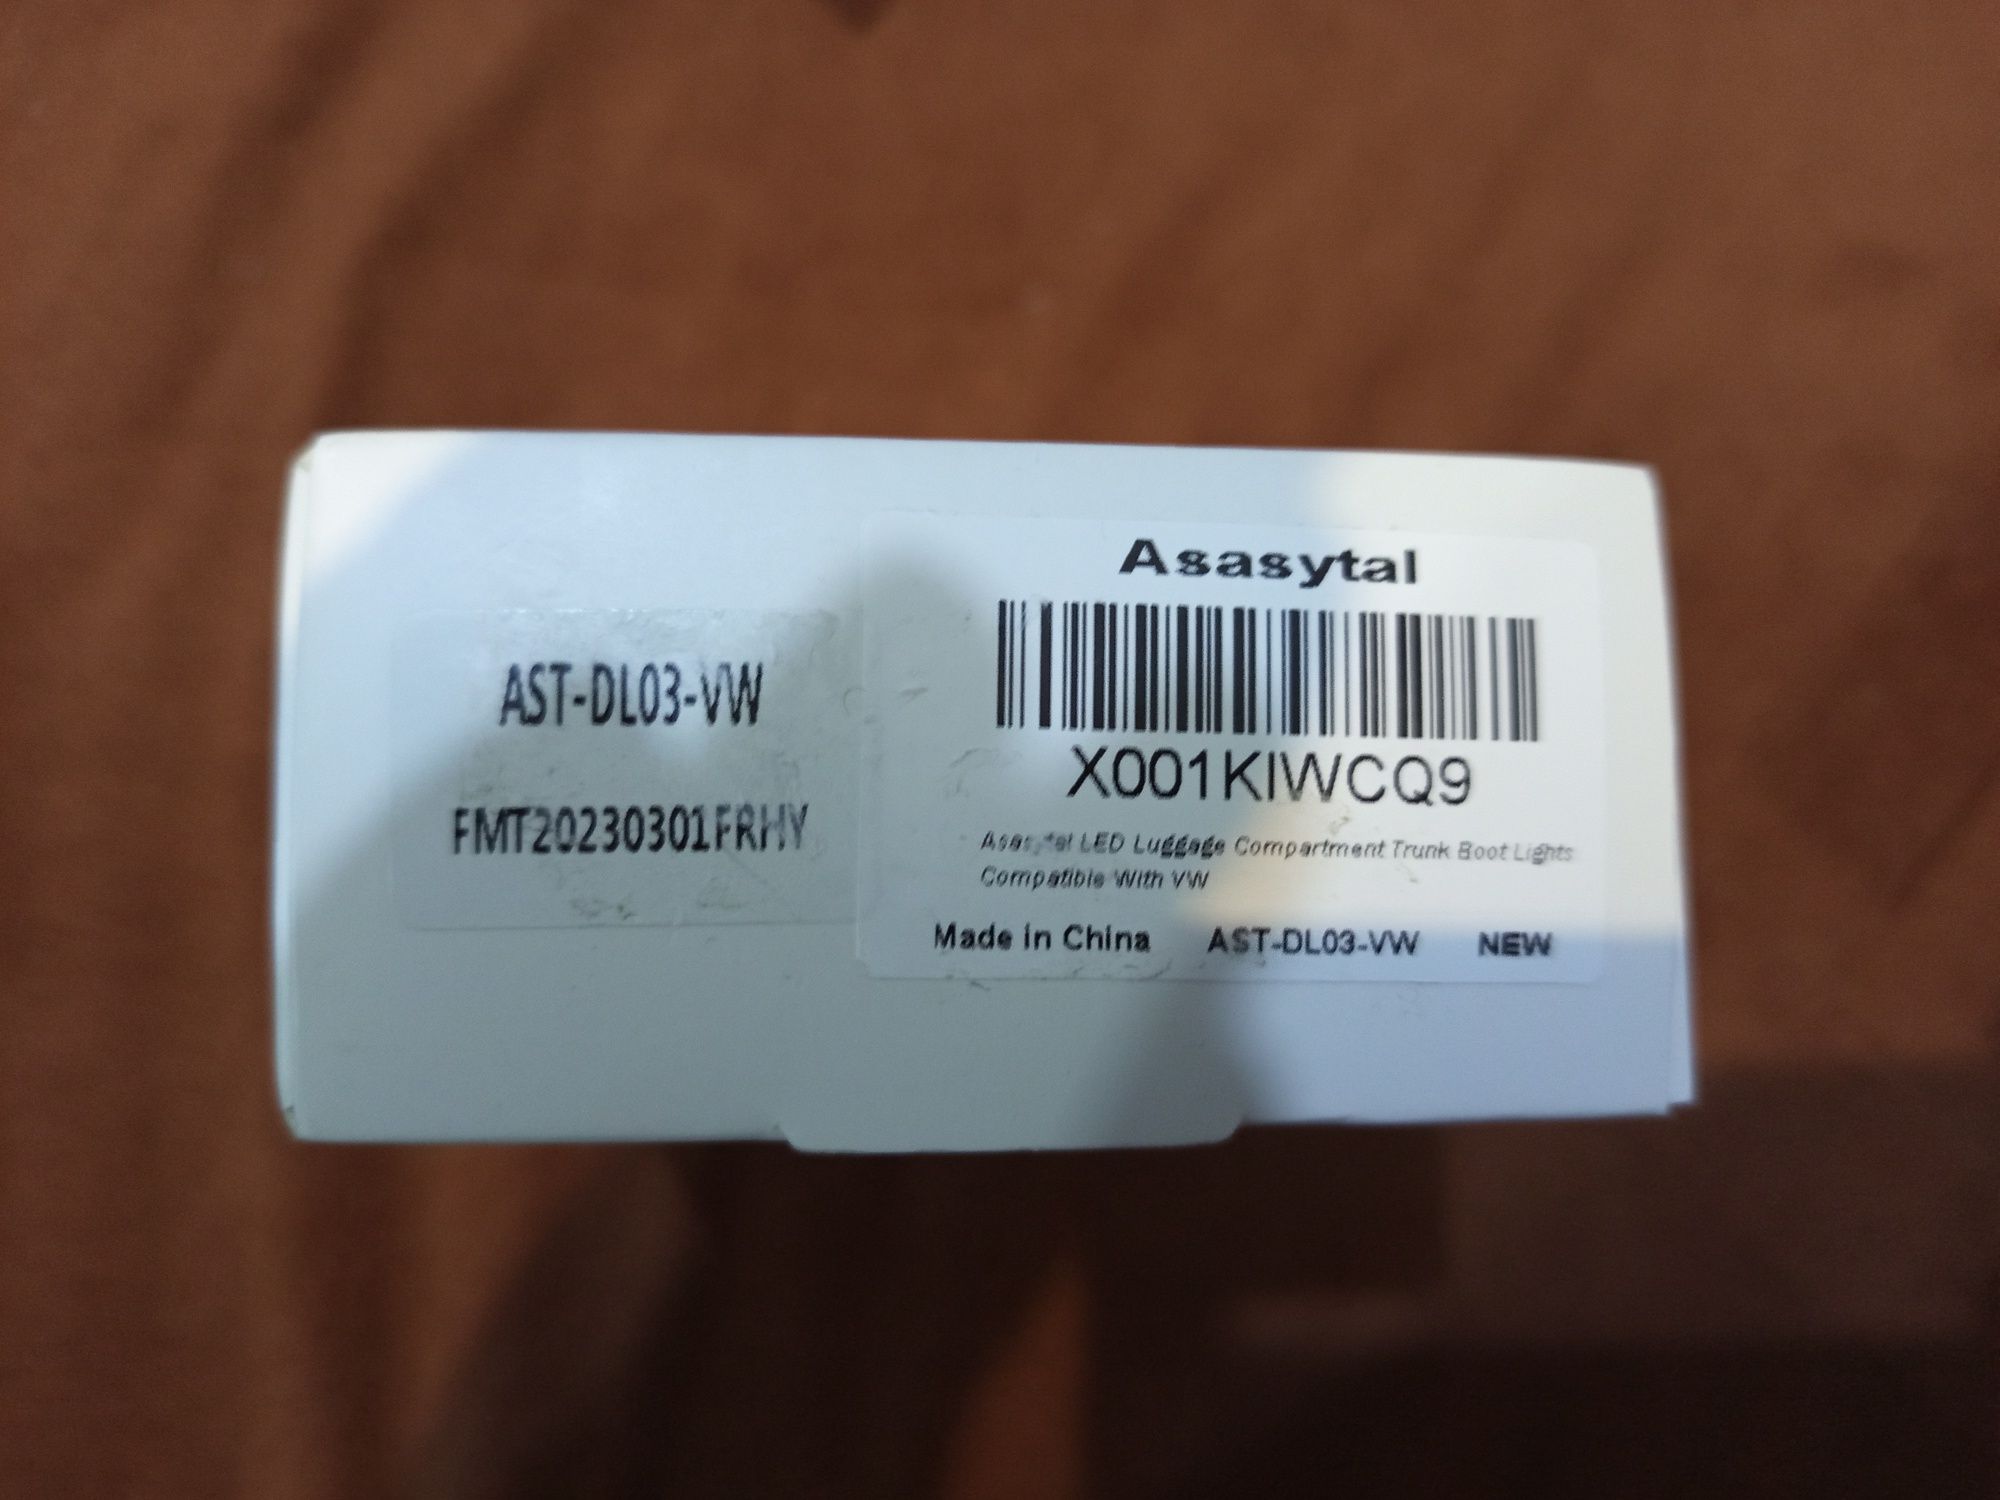 AST-DL03-VW
FMT20230301FRHY
Asasytal
X001KIWCQ9
Asasytal LED Luggage Compartment Trunk Boot Lights
Compatible With VW
Made in China AST-DL03-VW NEW